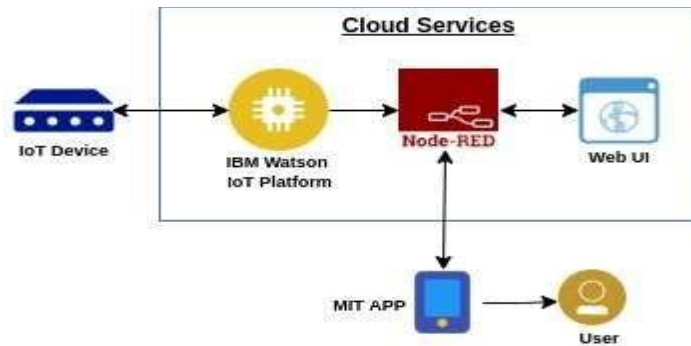 Cloud Services
IoT Device
IBM Watson
IoT Platform
Node-RED
Web UI
MIT APP
User